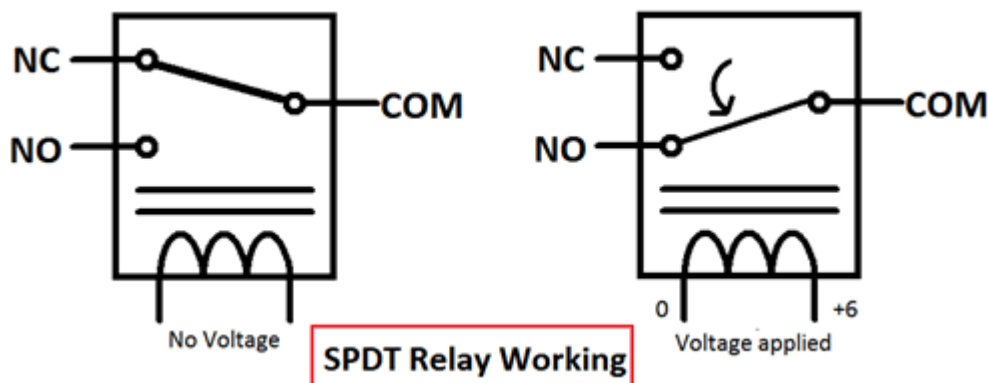 NC
COM
NO
No Voltage
NC
COM
NO
0
+6
Voltage applied
SPDT Relay Working